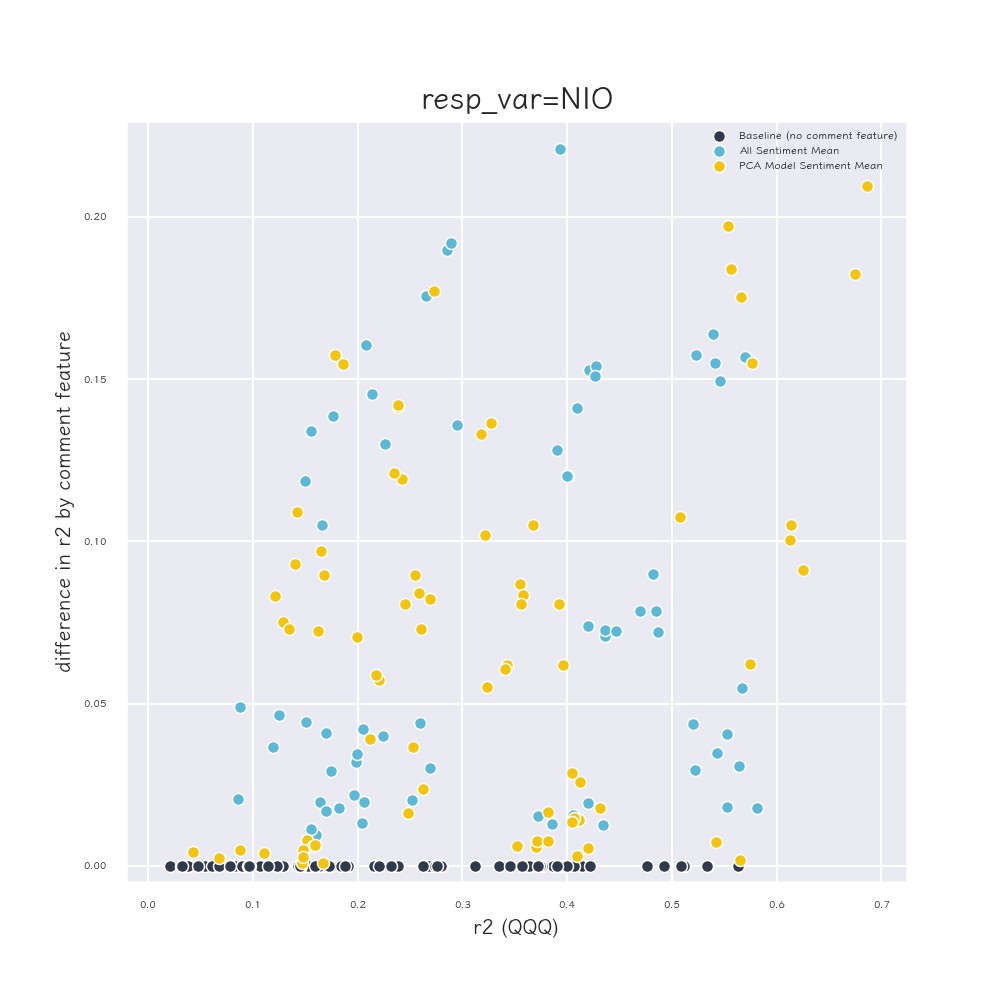 resp_var=NIO
Baseline (no comment feature)
All Sentiment Mean
PCA Model Sentiment Mean
difference in r2 by comment feature
0.20
0.15
0.10
0.05
0.00
0.0 0.1 0.2 0.3 0.4 0.5 0.6 0.7
r2 (QQQ)